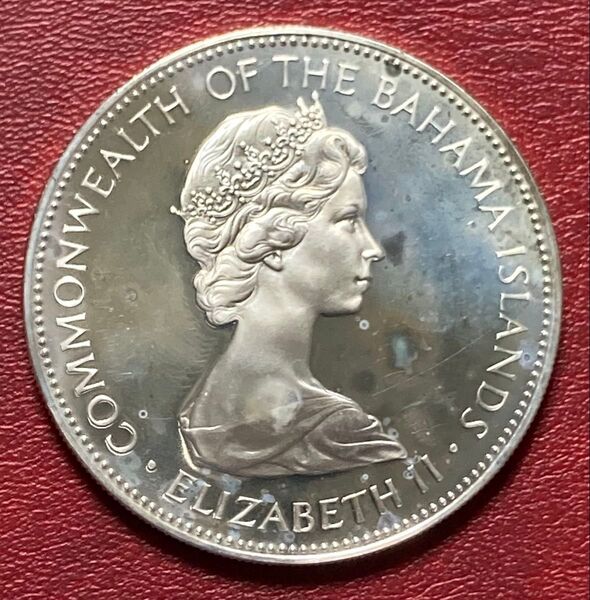 COMMONWEALTH OF THE BAHAMA ISLANDS
• ELIZABETH II •